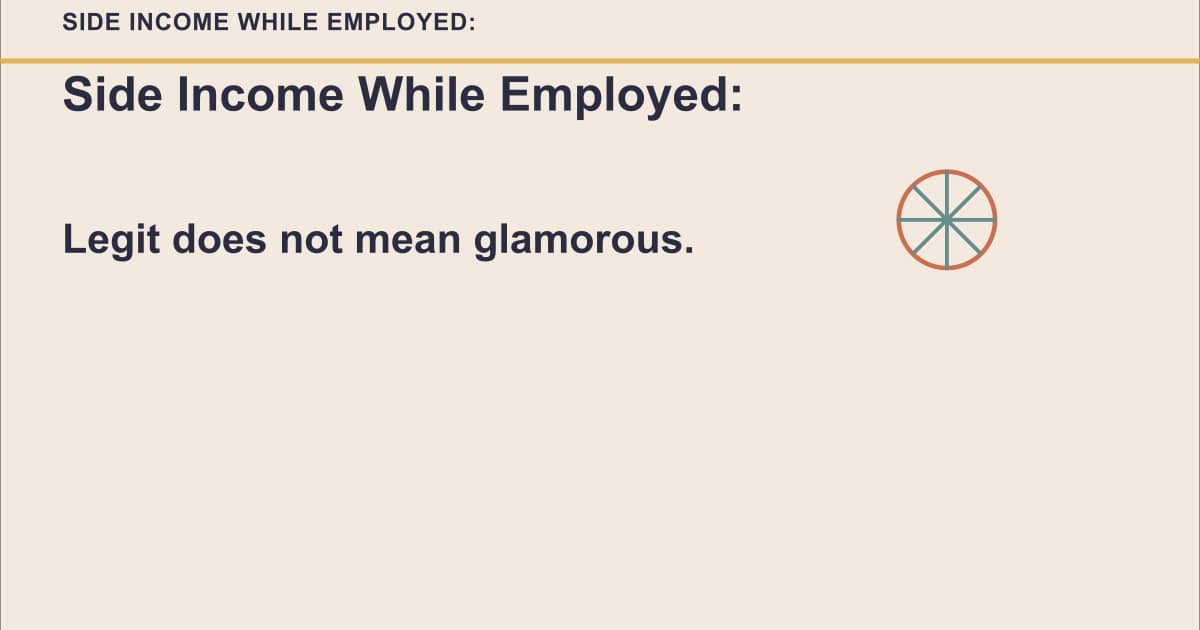 SIDE INCOME WHILE EMPLOYED:
Side Income While Employed:
Legit does not mean glamorous.